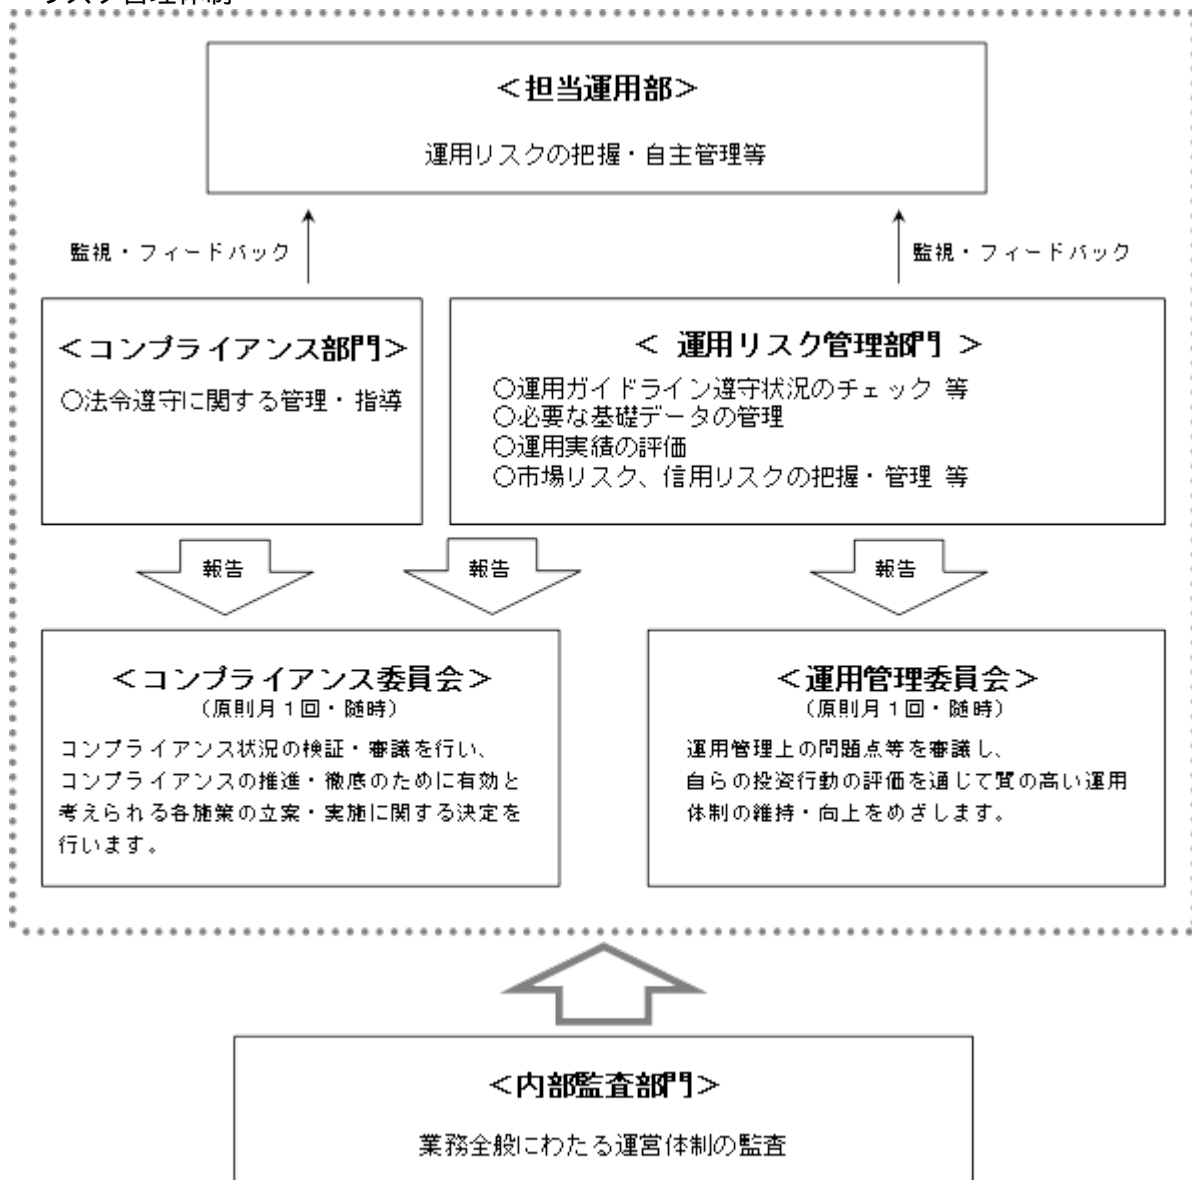 リスク管理体制
＜担当運用部＞
運用リスクの把握・自主管理等
監視・フィードバック
監視・フィードバック
＜コンプライアンス部門＞
○法令遵守に関する管理・指導
＜ 運用リスク管理部門 ＞
○運用ガイドライン遵守状況のチェック 等
○必要な基礎データの管理
○運用実績の評価
○市場リスク、信用リスクの把握・管理 等
報告
報告
報告
＜コンプライアンス委員会＞
（原則月１回・随時）
コンプライアンス状況の検証・審議を行い、
コンプライアンスの推進・徹底のために有効と
考えられる各施策の立案・実施に関する決定を
行います。
＜運用管理委員会＞
（原則月１回・随時）
運用管理上の問題点等を審議し、
自らの投資行動の評価を通じて質の高い運用
体制の維持・向上をめざします。
＜内部監査部門＞
業務全般にわたる運営体制の監査